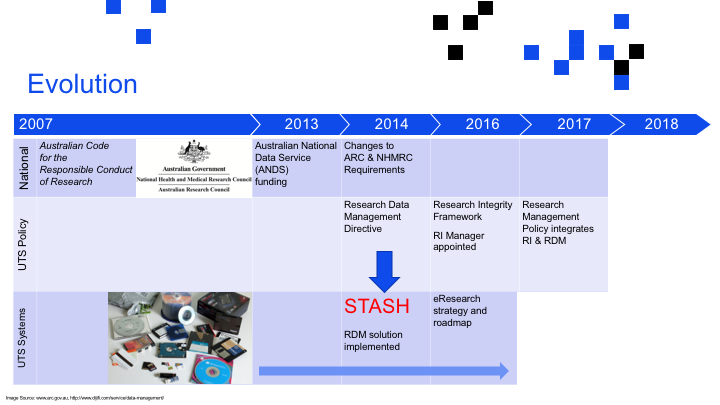 Evolution
2007
2013
2014
2016
2017
2018
National
Australian Code
for the
Responsible Conduct
of Research
Australian Government
National Health and Medical Research Council
Australian Research Council
Australian National
Data Service
(ANDS)
funding
Changes to
ARC & NHMRC
Requirements
UTS Policy
Research Data
Management
Directive
Research Integrity
Framework
RI Manager
appointed
Research
Management
Policy integrates
RI & RDM
UTS Systems
STASH
RDM solution
implemented
eResearch
strategy and
roadmap
Image Source: www.arc.gov.au, http://www.djlifi.com/service/data-management/